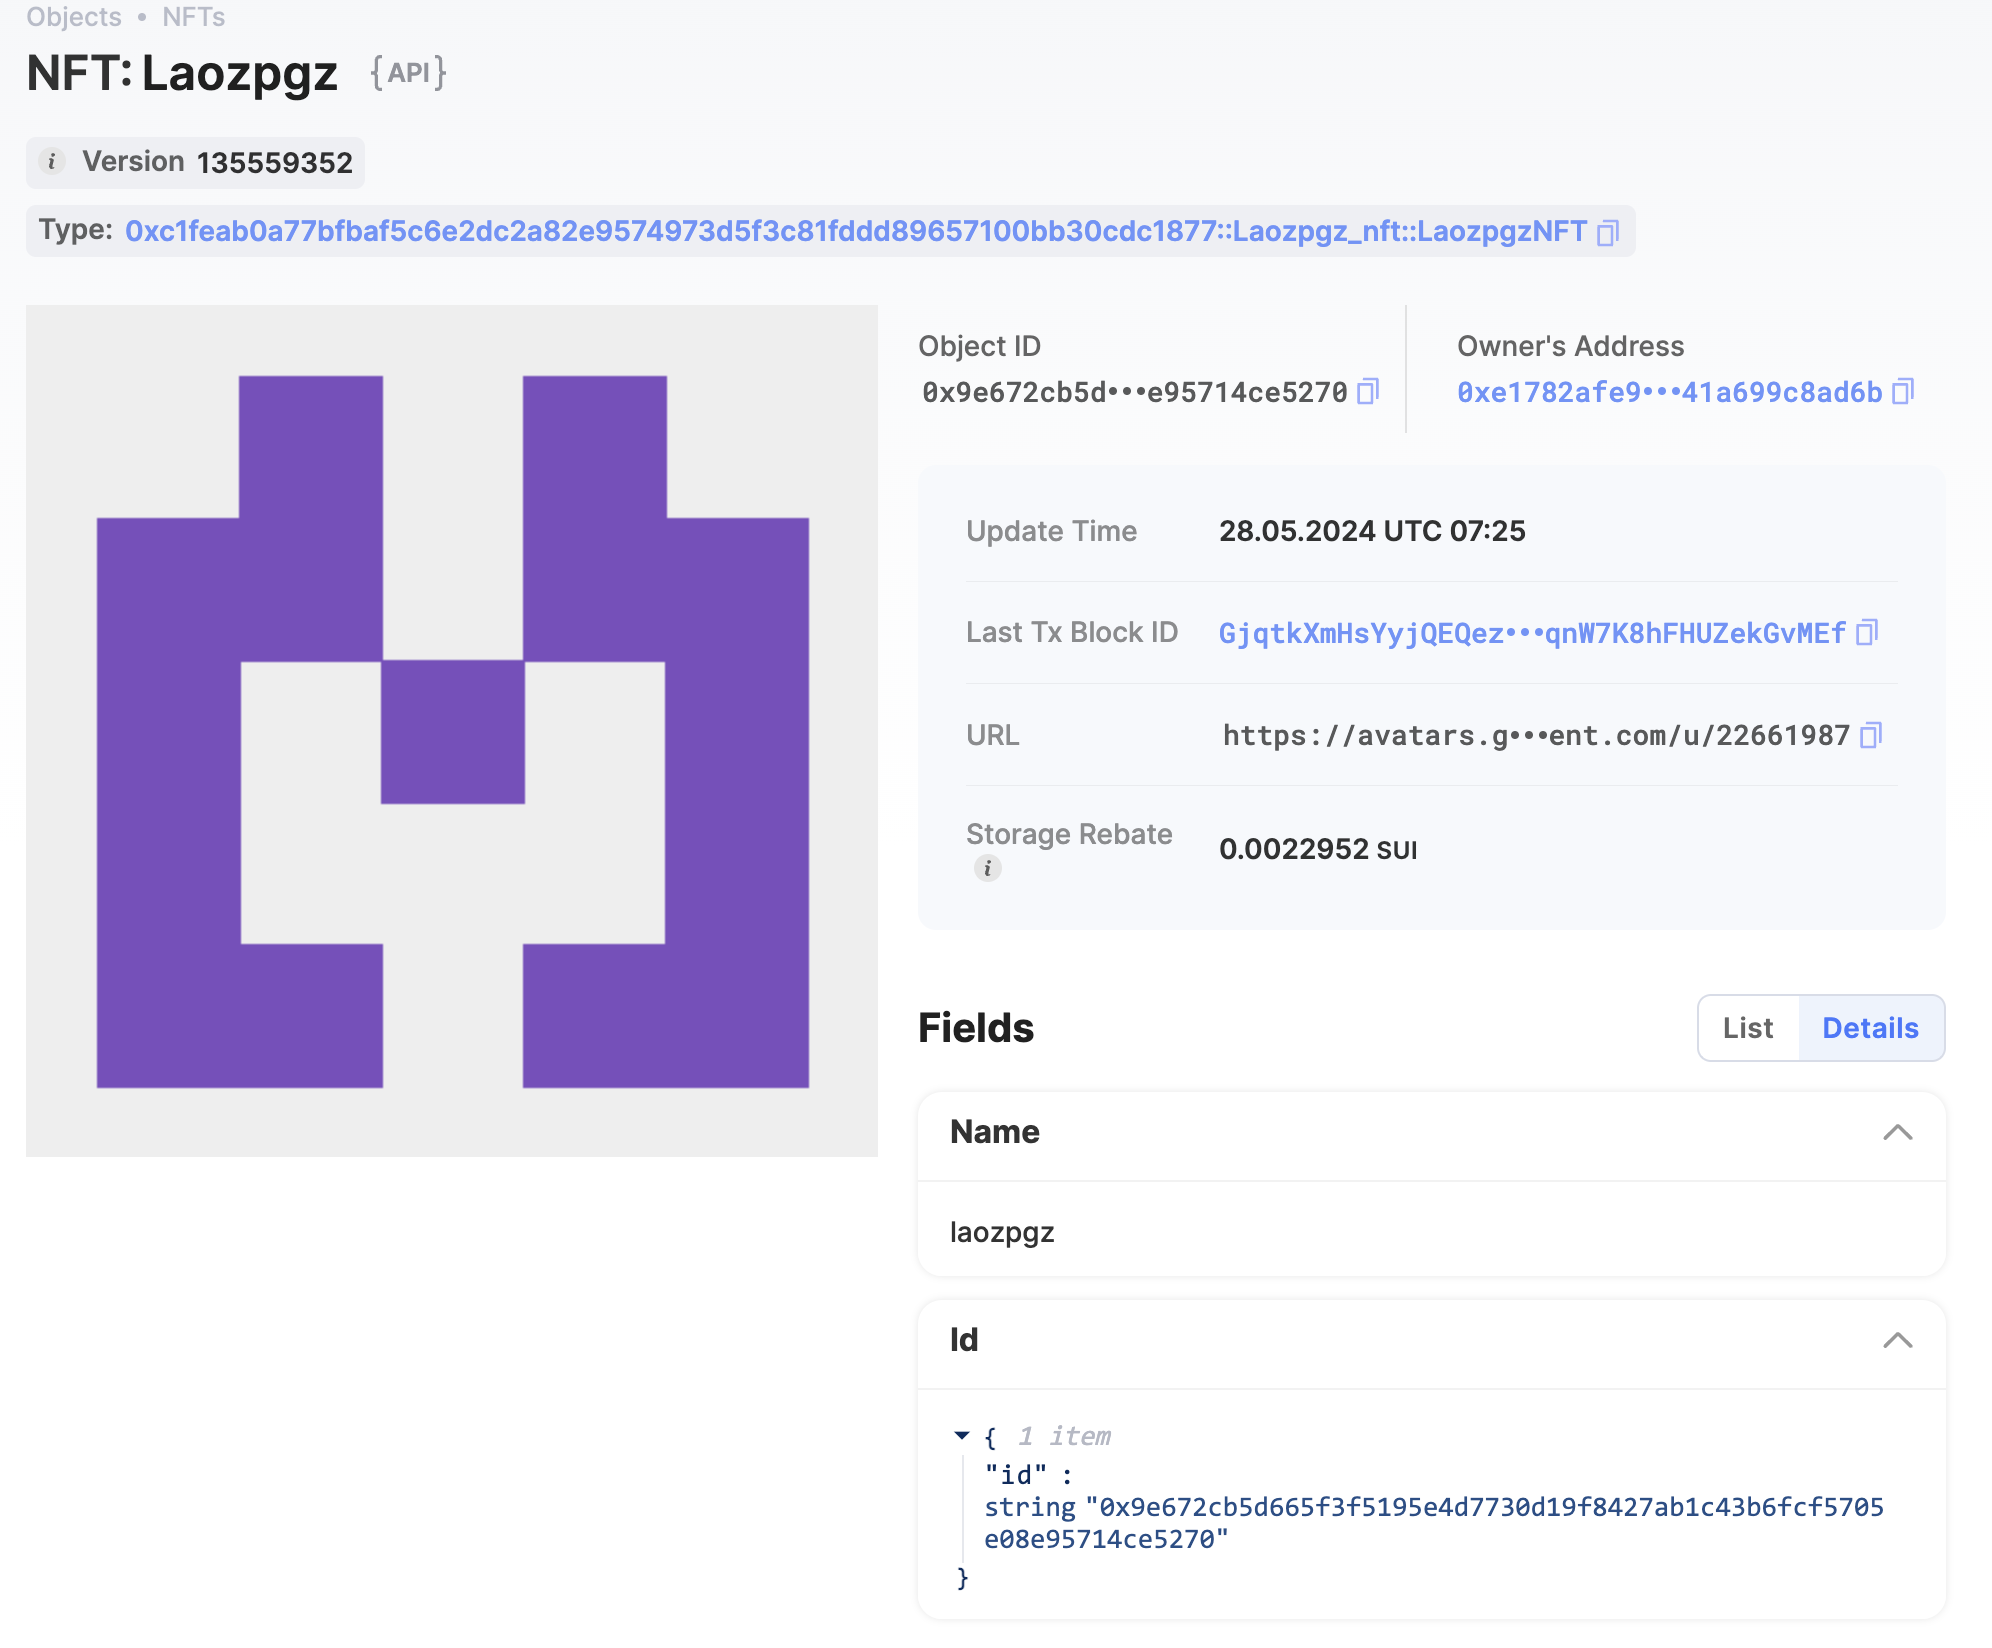 Objects • NFTs
NFT: Laozpgz {API}
i Version 135559352
Type: 0xc1feab0a77bfbaf5c6e2dc2a82e9574973d5f3c81fddd89657100bb30cdc1877::Laozpgz_nft::LaozpgzNFT
Object ID
0x9e672cb5d•••e95714ce5270
Owner's Address
0xe1782afe9•••41a699c8ad6b
Update Time 28.05.2024 UTC 07:25
Last Tx Block ID GjqtkXmHsYyjQEQez•••qnW7K8hFHUZekGvMEf
URL https://avatars.g•••ent.com/u/22661987
Storage Rebate i 0.0022952 SUI
Fields
List Details
Name
laozpgz
Id
{ 1 item
"id" :
string "0x9e672cb5d665f3f5195e4d7730d19f8427ab1c43b6fcf5705
e08e95714ce5270"
}